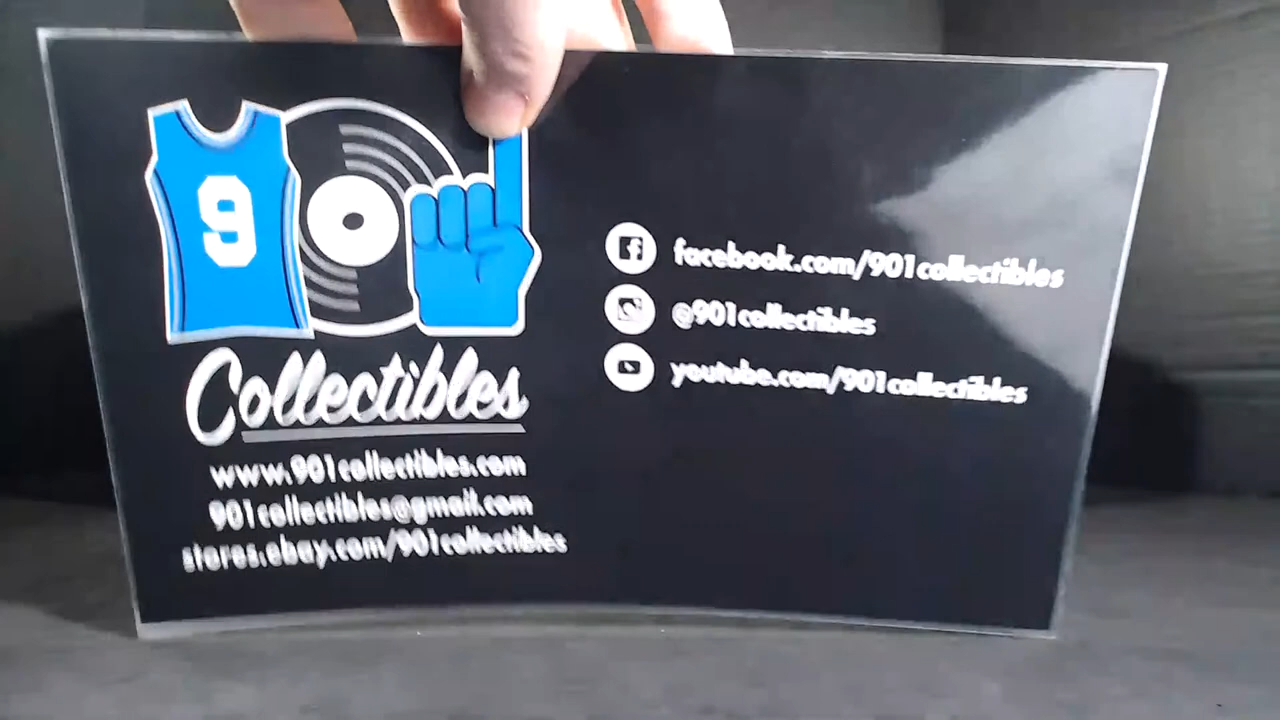 9
Collectibles
www.901collectibles.com
901collectibles@gmail.com
stores.ebay.com/901collectibles
facebook.com/901collectibles
@901collectibles
youtube.com/901collectibles